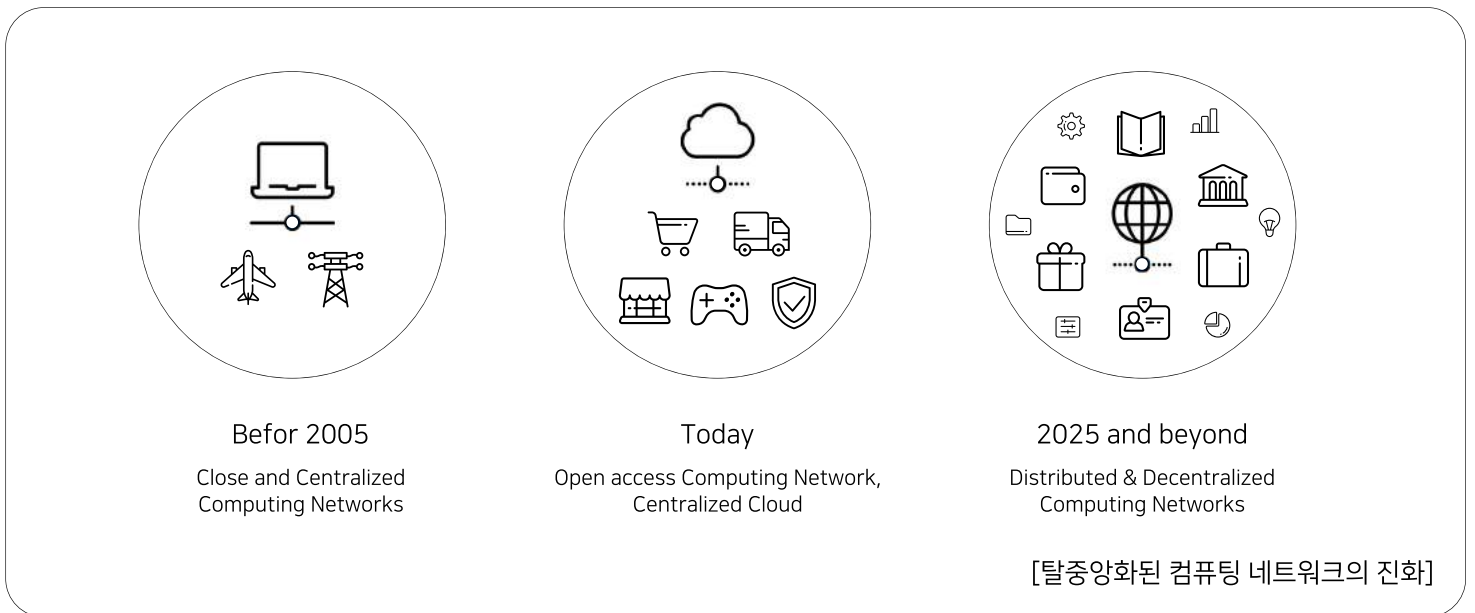 Befor 2005
Close and Centralized
Computing Networks
Today
Open access Computing Network,
Centralized Cloud
2025 and beyond
Distributed & Decentralized
Computing Networks
[탈중앙화된 컴퓨팅 네트워크의 진화]